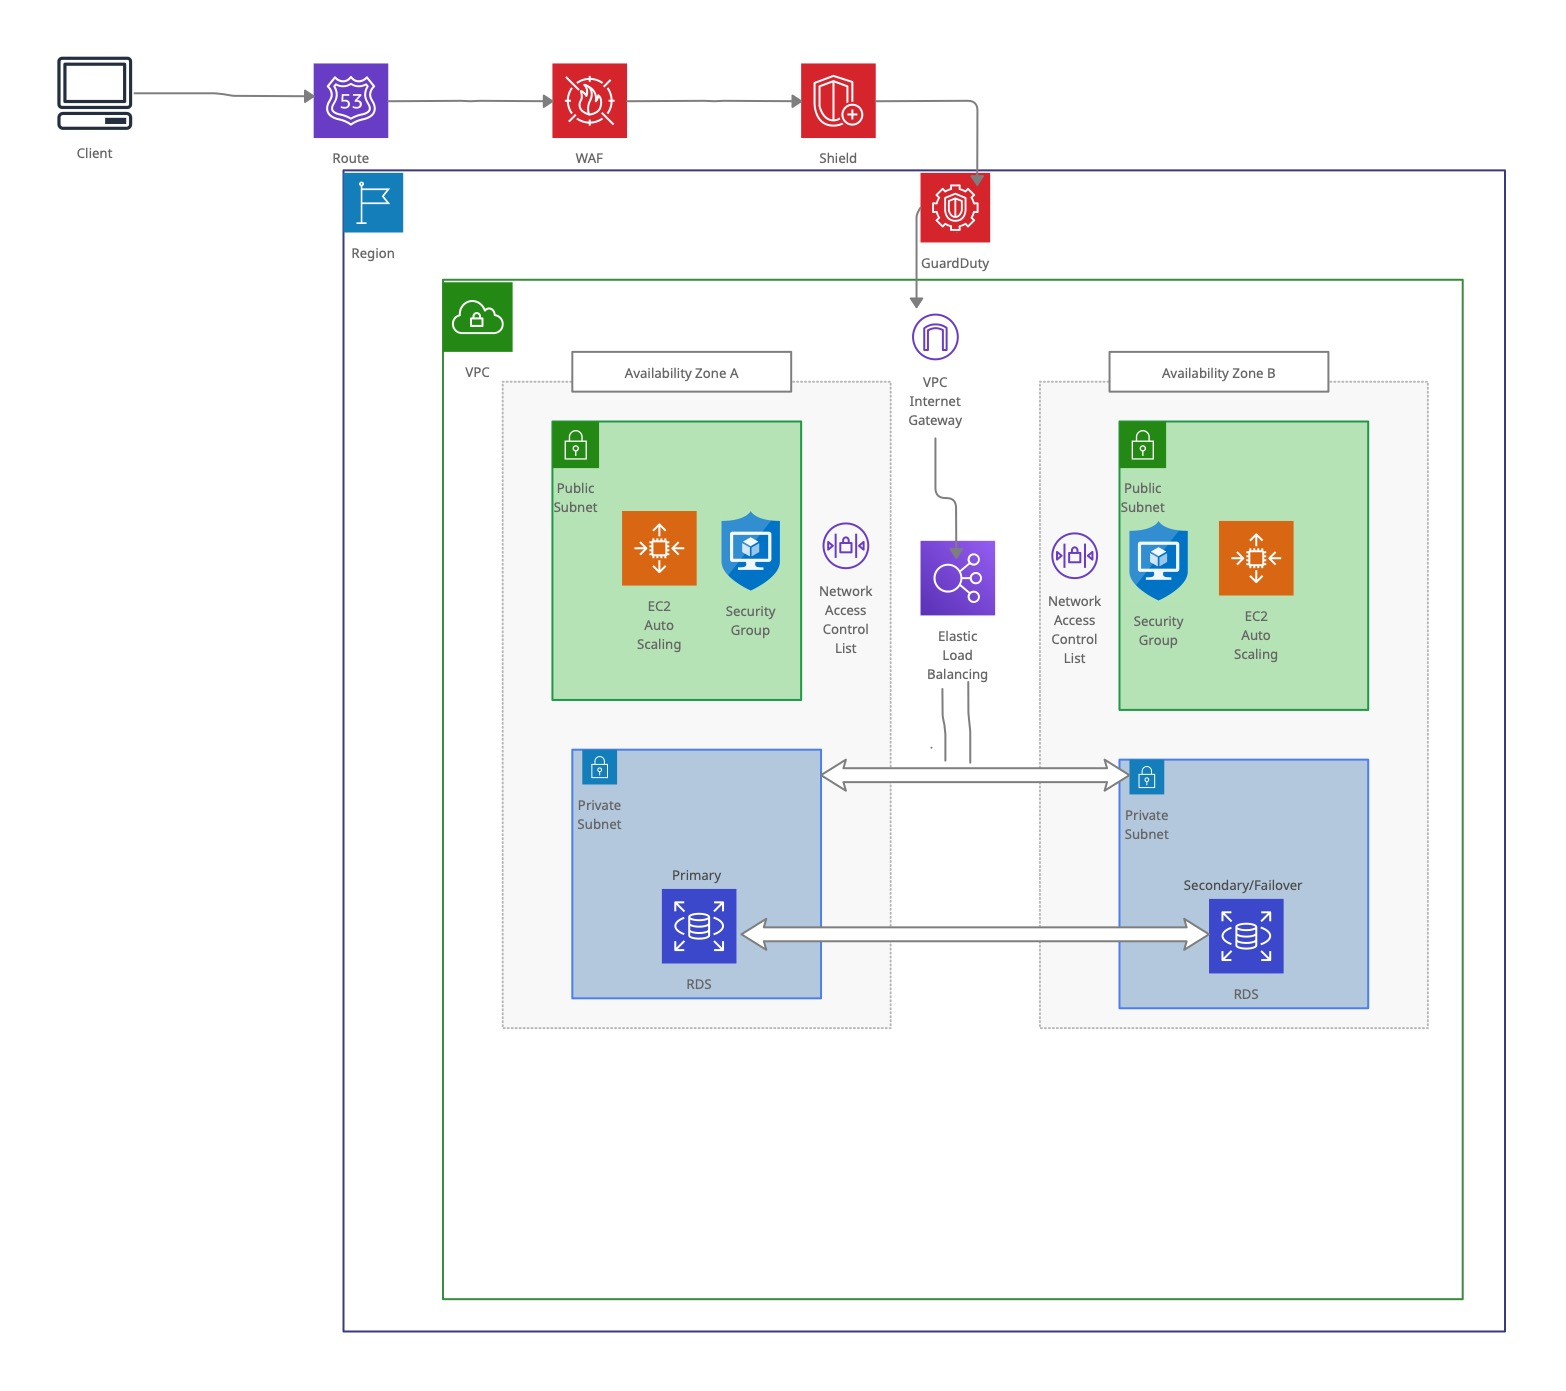 Client
53
Route
WAF
Shield
Region
GuardDuty
VPC
Availability Zone A
VPC
Internet
Gateway
Availability Zone B
Public
Subnet
EC2
Auto
Scaling
Security
Group
Network
Access
Control
List
Elastic
Load
Balancing
Network
Access
Control
List
Public
Subnet
Security
Group
EC2
Auto
Scaling
Private
Subnet
Primary
RDS
Private
Subnet
Secondary/Failover
RDS